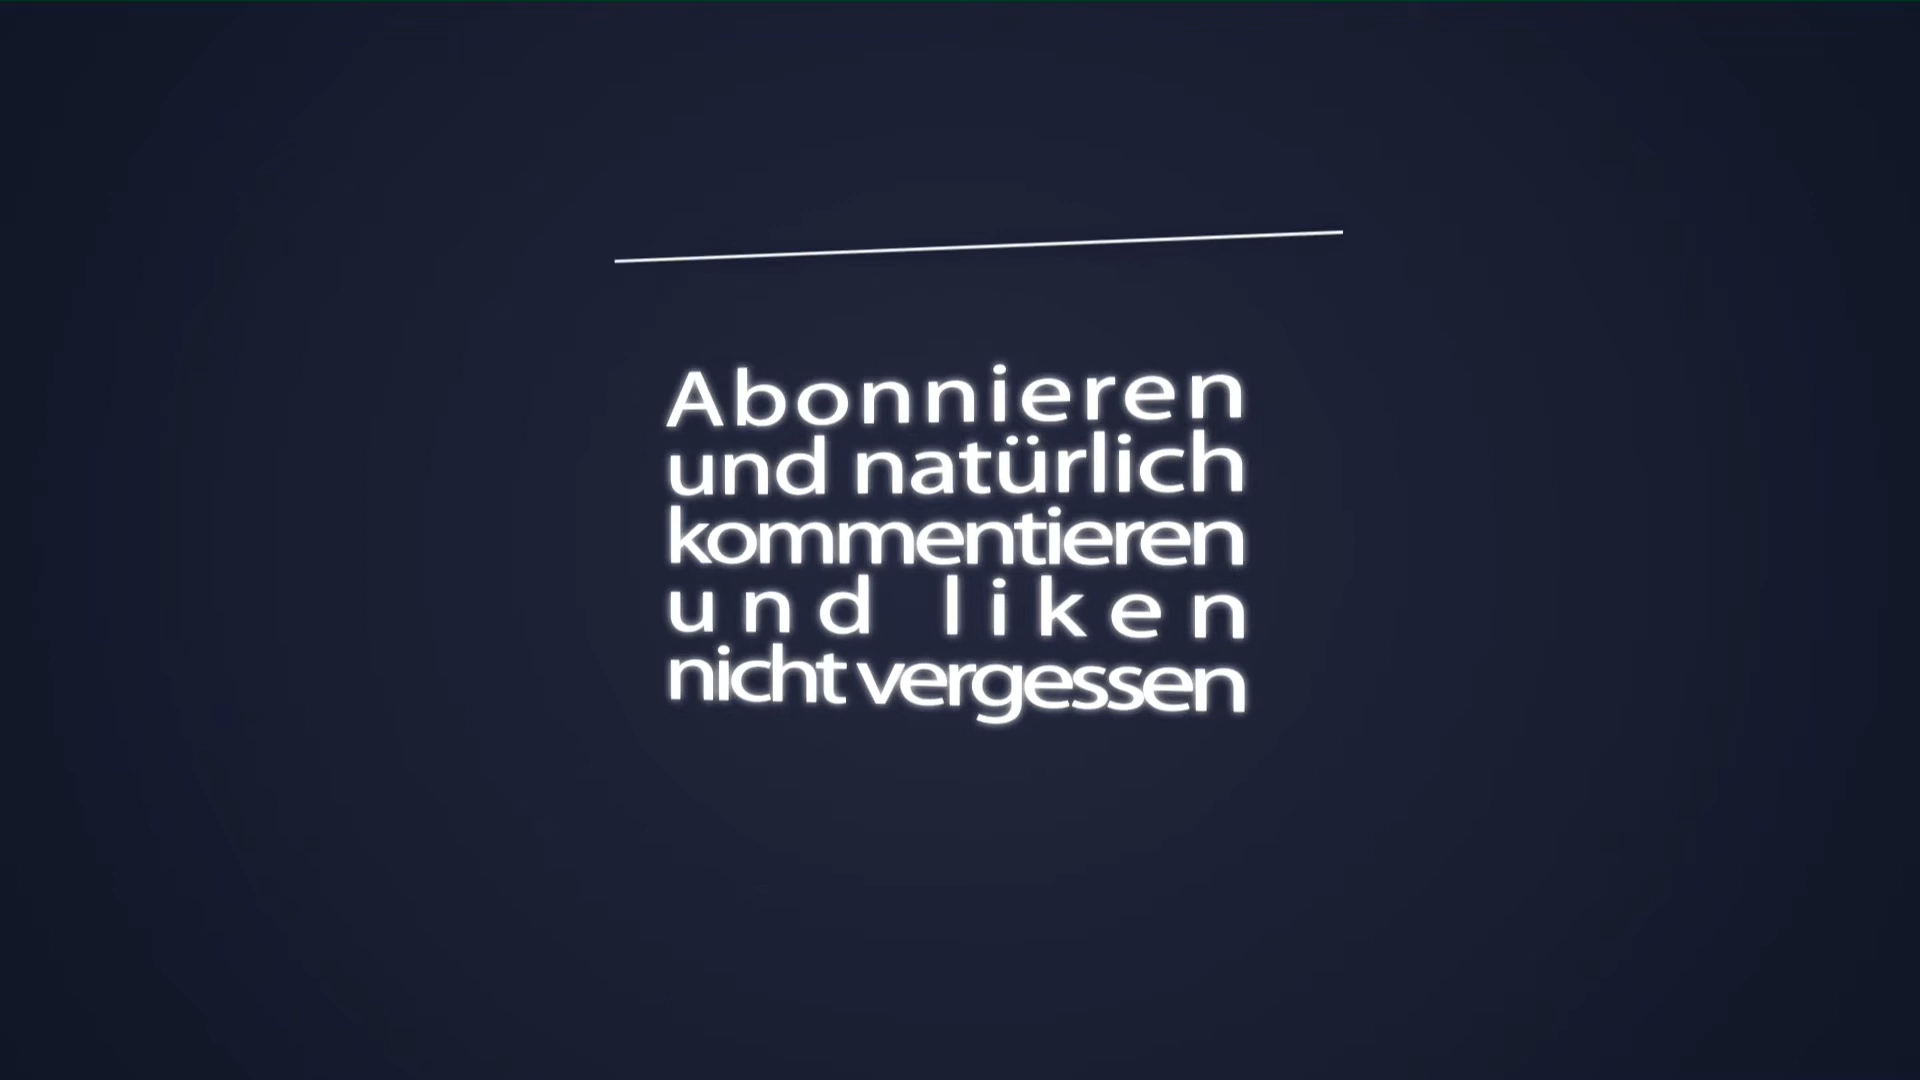 Abonnieren
und natürlich
kommentieren
und liken
nicht vergessen